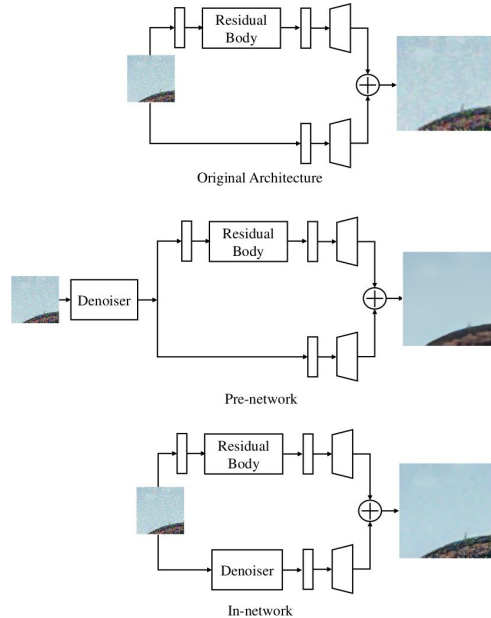 Residual
Body
Original Architecture
Residual
Body
Denoiser
Pre-network
Residual
Body
Denoiser
In-network